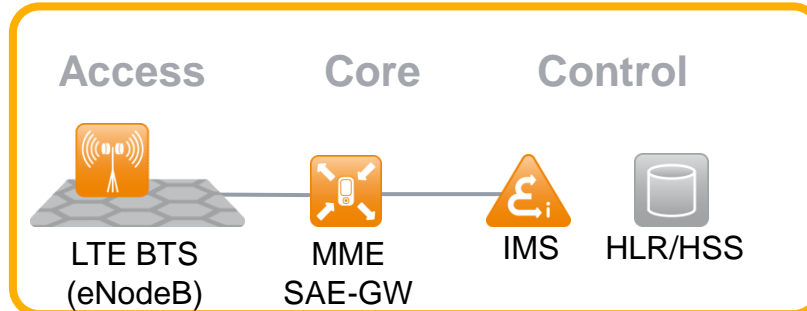 Access Core Control
LTE BTS MME IMS HLR/HSS
(eNodeB) SAE-GW